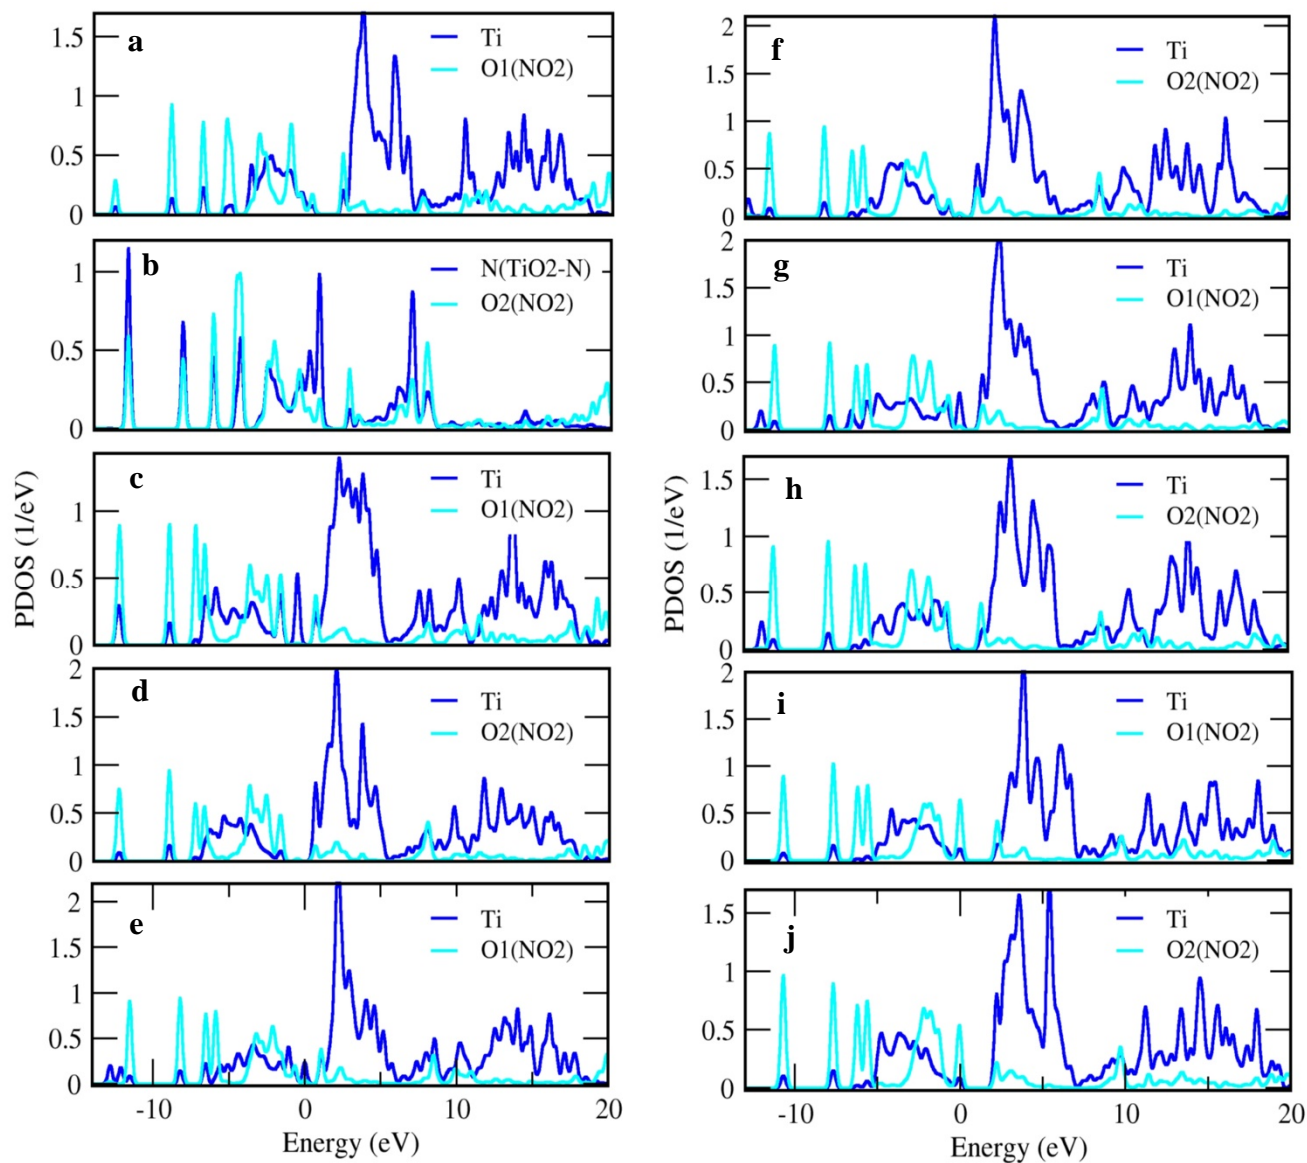 a
Ti
O1(NO2)
1.5
1
0.5
0
b
N(TiO2-N)
O2(NO2)
1
0.5
0
c
Ti
O1(NO2)
1
0.5
0
d
Ti
O2(NO2)
2
1.5
1
0.5
0
e
Ti
O1(NO2)
2
1.5
1
0.5
0
-10 0 10 20
Energy (eV)
PDOS (1/eV)
f
Ti
O2(NO2)
2
1.5
1
0.5
0
g
Ti
O1(NO2)
2
1.5
1
0.5
0
h
Ti
O2(NO2)
1.5
1
0.5
0
i
Ti
O1(NO2)
2
1.5
1
0.5
0
j
Ti
O2(NO2)
1.5
1
0.5
0
-10 0 10 20
Energy (eV)
PDOS (1/eV)